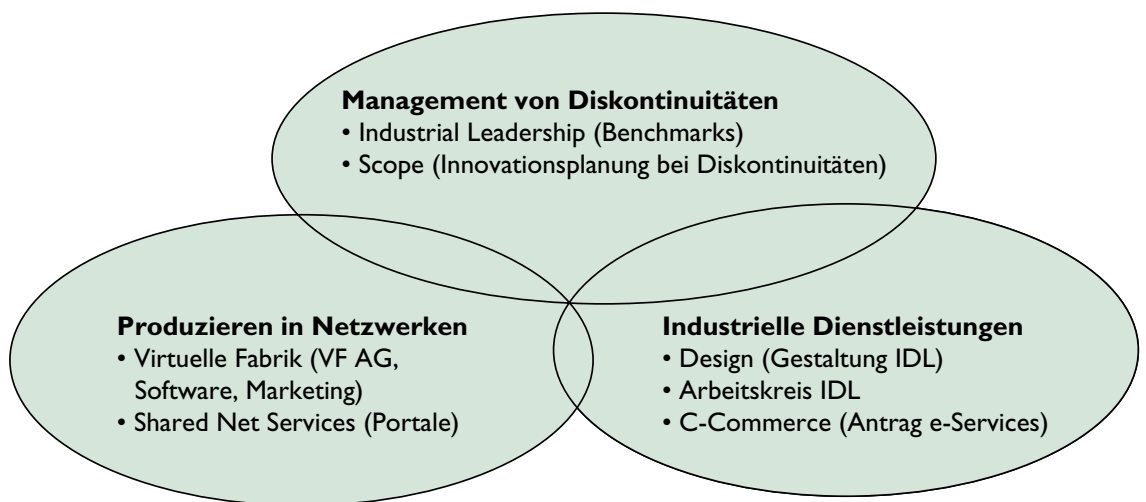 Management von Diskontinuitäten
• Industrial Leadership (Benchmarks)
• Scope (Innovationsplanung bei Diskontinuitäten)
Produzieren in Netzwerken
• Virtuelle Fabrik (VF AG,
Software, Marketing)
• Shared Net Services (Portale)
Industrielle Dienstleistungen
• Design (Gestaltung IDL)
• Arbeitskreis IDL
• C-Commerce (Antrag e-Services)